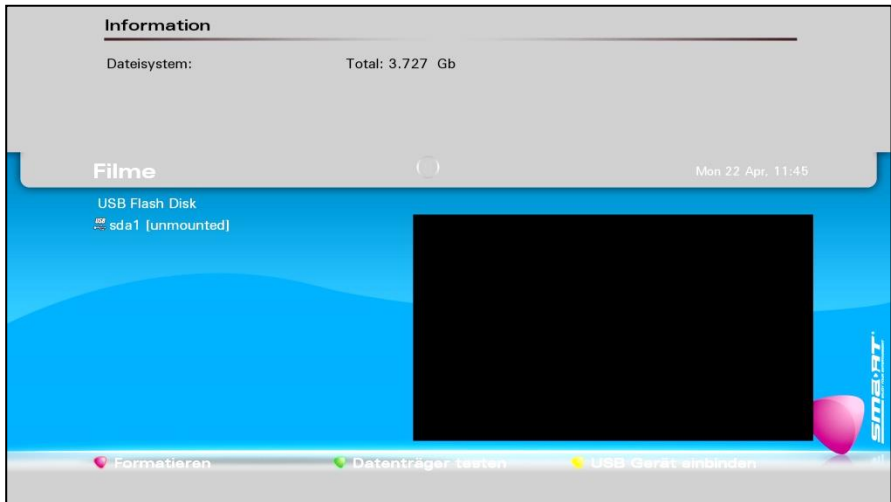 Information
Dateisystem: Total: 3.727 Gb
Filme Mon 22 Apr, 11:45
USB Flash Disk
sda1 [unmounted]
Formatieren Datenträger testen USB Gerät einbinden
SMART